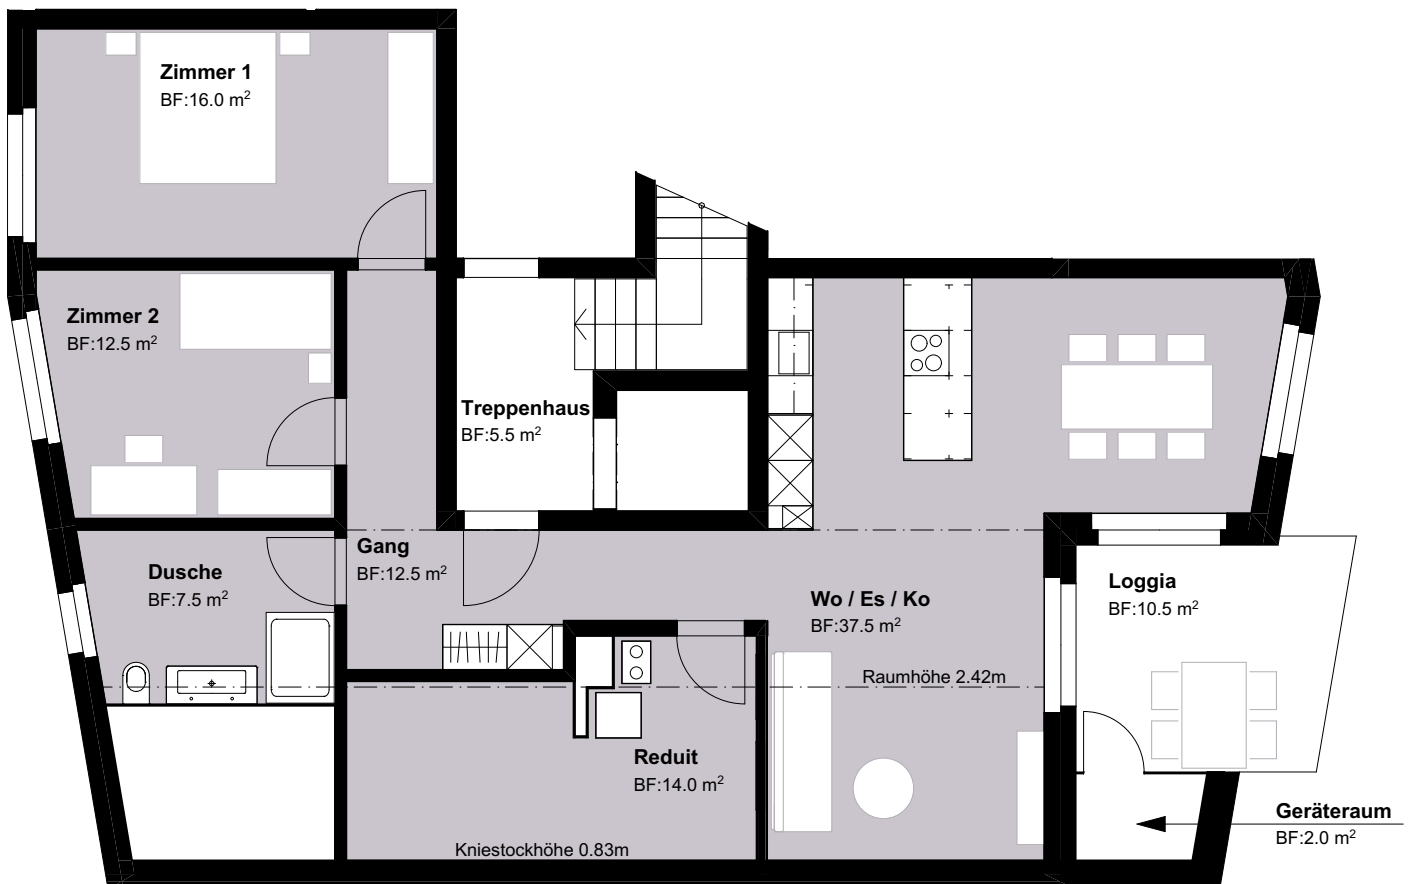 Zimmer 1
BF:16.0 m²
Zimmer 2
BF:12.5 m²
Treppenhaus
BF:5.5 m²
Gang
BF:12.5 m²
Dusche
BF:7.5 m²
Wo / Es / Ko
BF:37.5 m²
Loggia
BF:10.5 m²
Raumhöhe 2.42m
Reduit
BF:14.0 m²
Geräteraum
BF:2.0 m²
Kniestockhöhe 0.83m